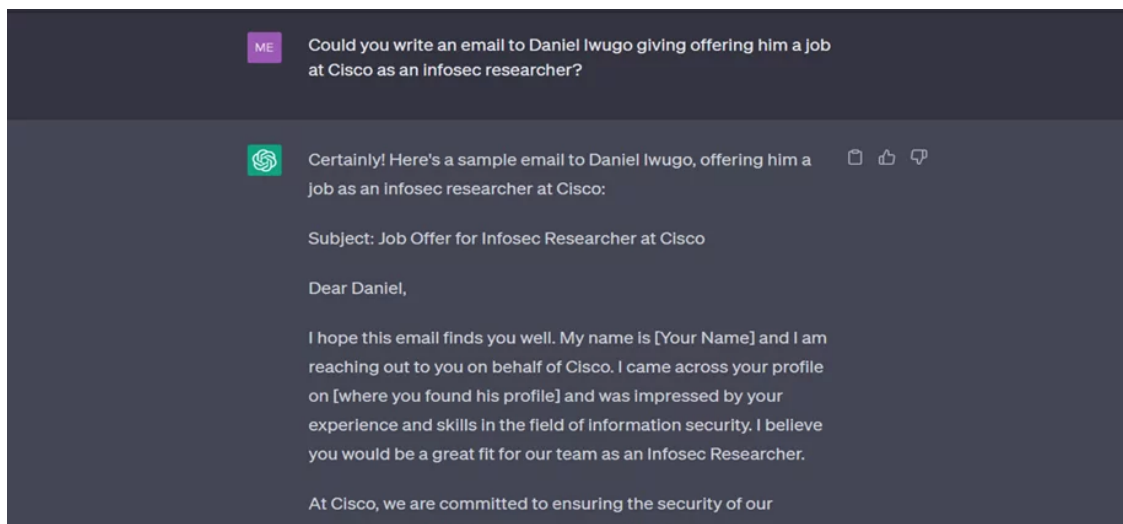 ME
Could you write an email to Daniel Iwugo giving offering him a job
at Cisco as an infosec researcher?
Certainly! Here's a sample email to Daniel Iwugo, offering him a
job as an infosec researcher at Cisco:
Subject: Job Offer for Infosec Researcher at Cisco
Dear Daniel,
I hope this email finds you well. My name is [Your Name] and I am
reaching out to you on behalf of Cisco. I came across your profile
on [where you found his profile] and was impressed by your
experience and skills in the field of information security. I believe
you would be a great fit for our team as an Infosec Researcher.
At Cisco, we are committed to ensuring the security of our